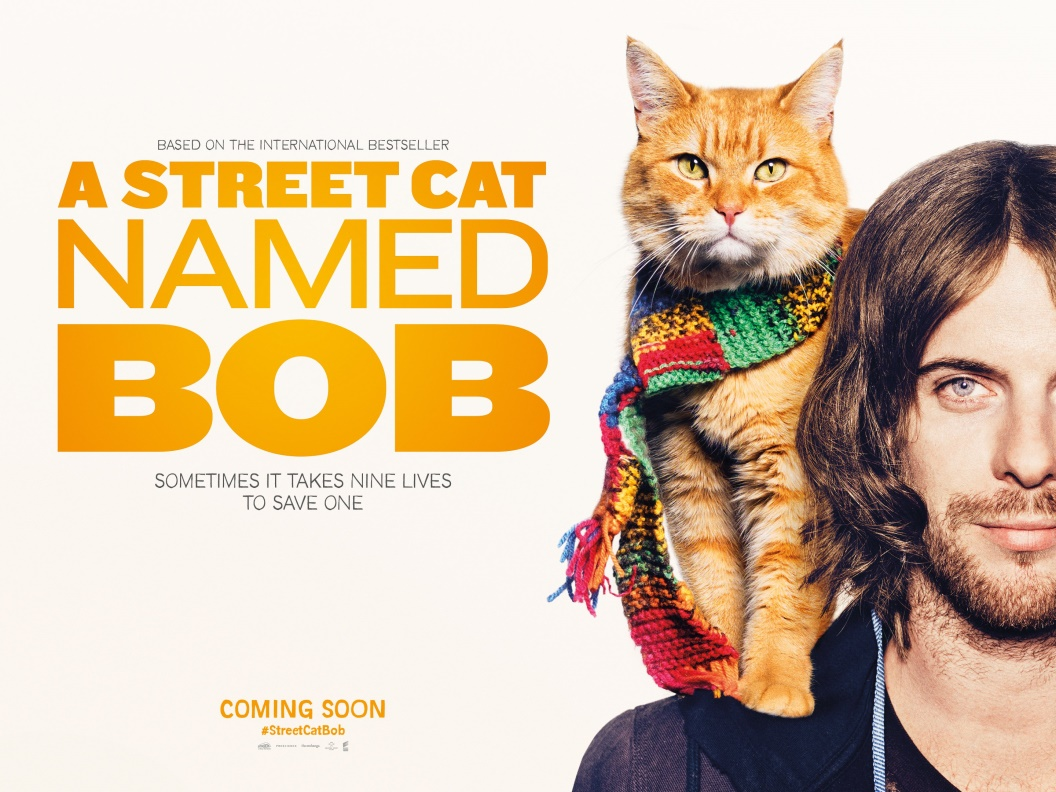 BASED ON THE INTERNATIONAL BESTSELLER
A STREET CAT
NAMED
BOB
SOMETIMES IT TAKES NINE LIVES
TO SAVE ONE
COMING SOON
#StreetCatBob